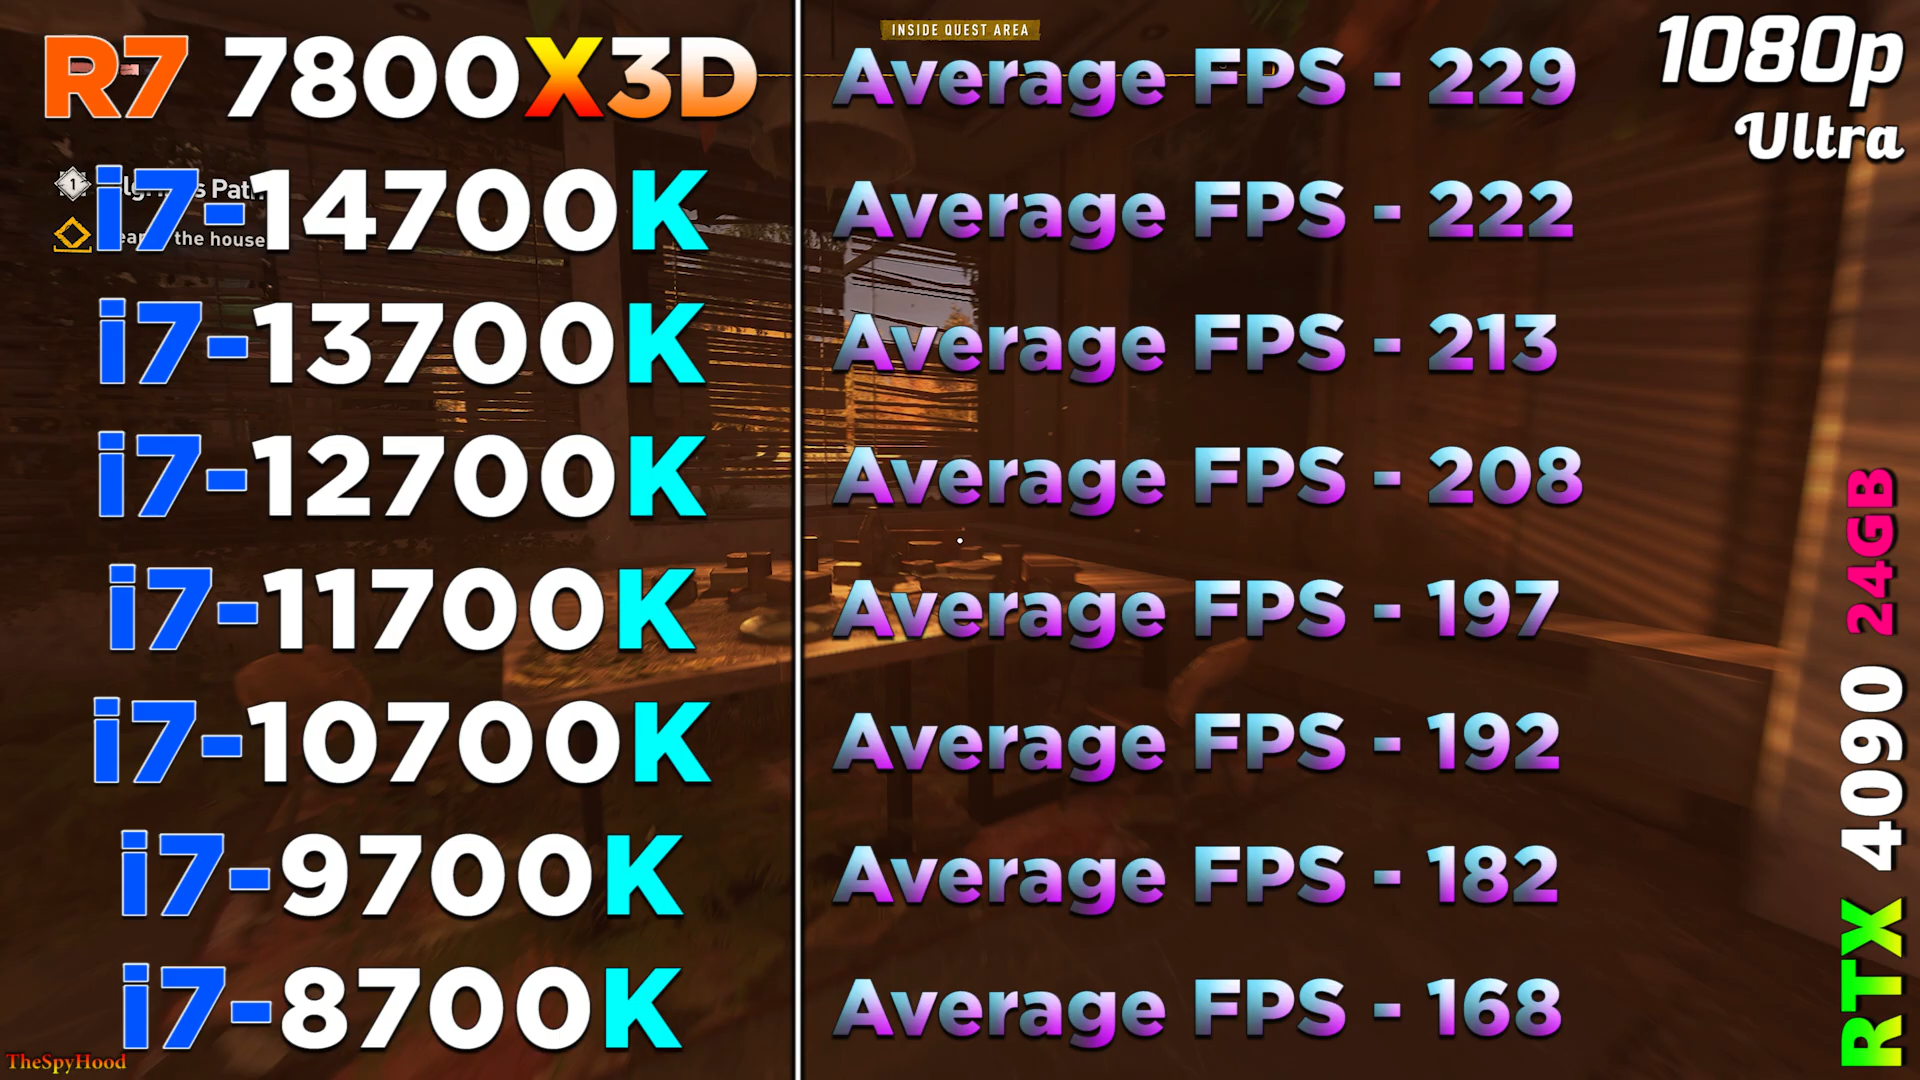 INSIDE QUEST AREA
R7 7800X3D Average FPS - 229
1080p
Ultra
i7-14700K Average FPS - 222
1
the house
i7-13700K Average FPS - 213
i7-12700K Average FPS - 208
i7-11700K Average FPS - 197
i7-10700K Average FPS - 192
i7-9700K Average FPS - 182
i7-8700K Average FPS - 168
RTX 4090 24GB
TheSpyHood